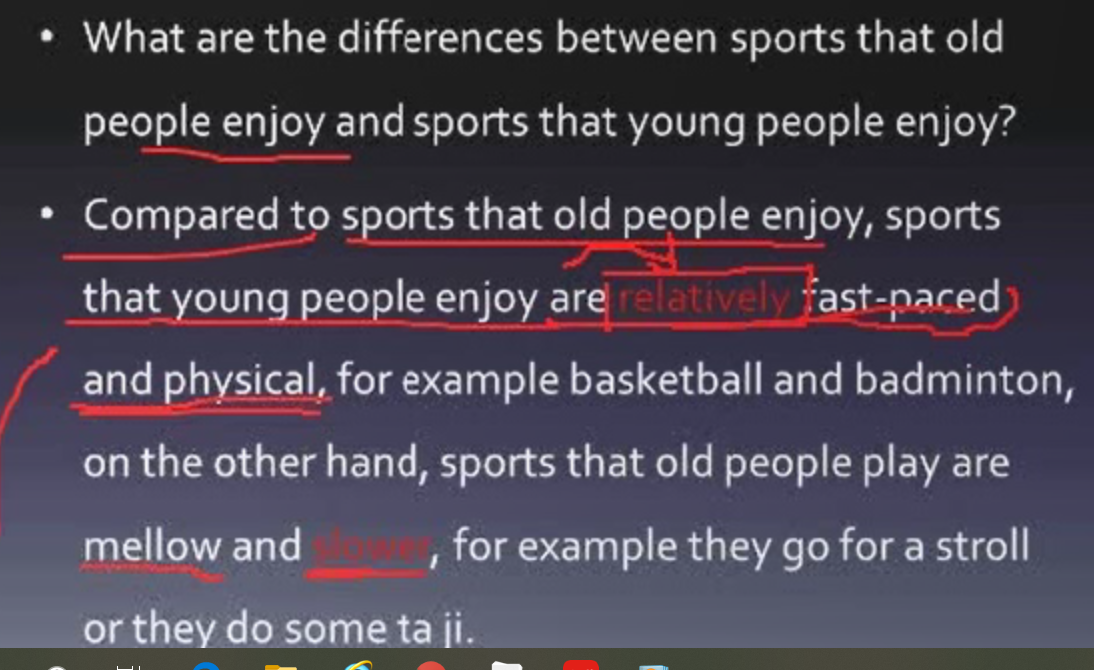 • What are the differences between sports that old
people enjoy and sports that young people enjoy?
• Compared to sports that old people enjoy, sports
that young people enjoy are relatively fast-paced
and physical, for example basketball and badminton,
on the other hand, sports that old people play are
mellow and slower, for example they go for a stroll
or they do some ta ji.